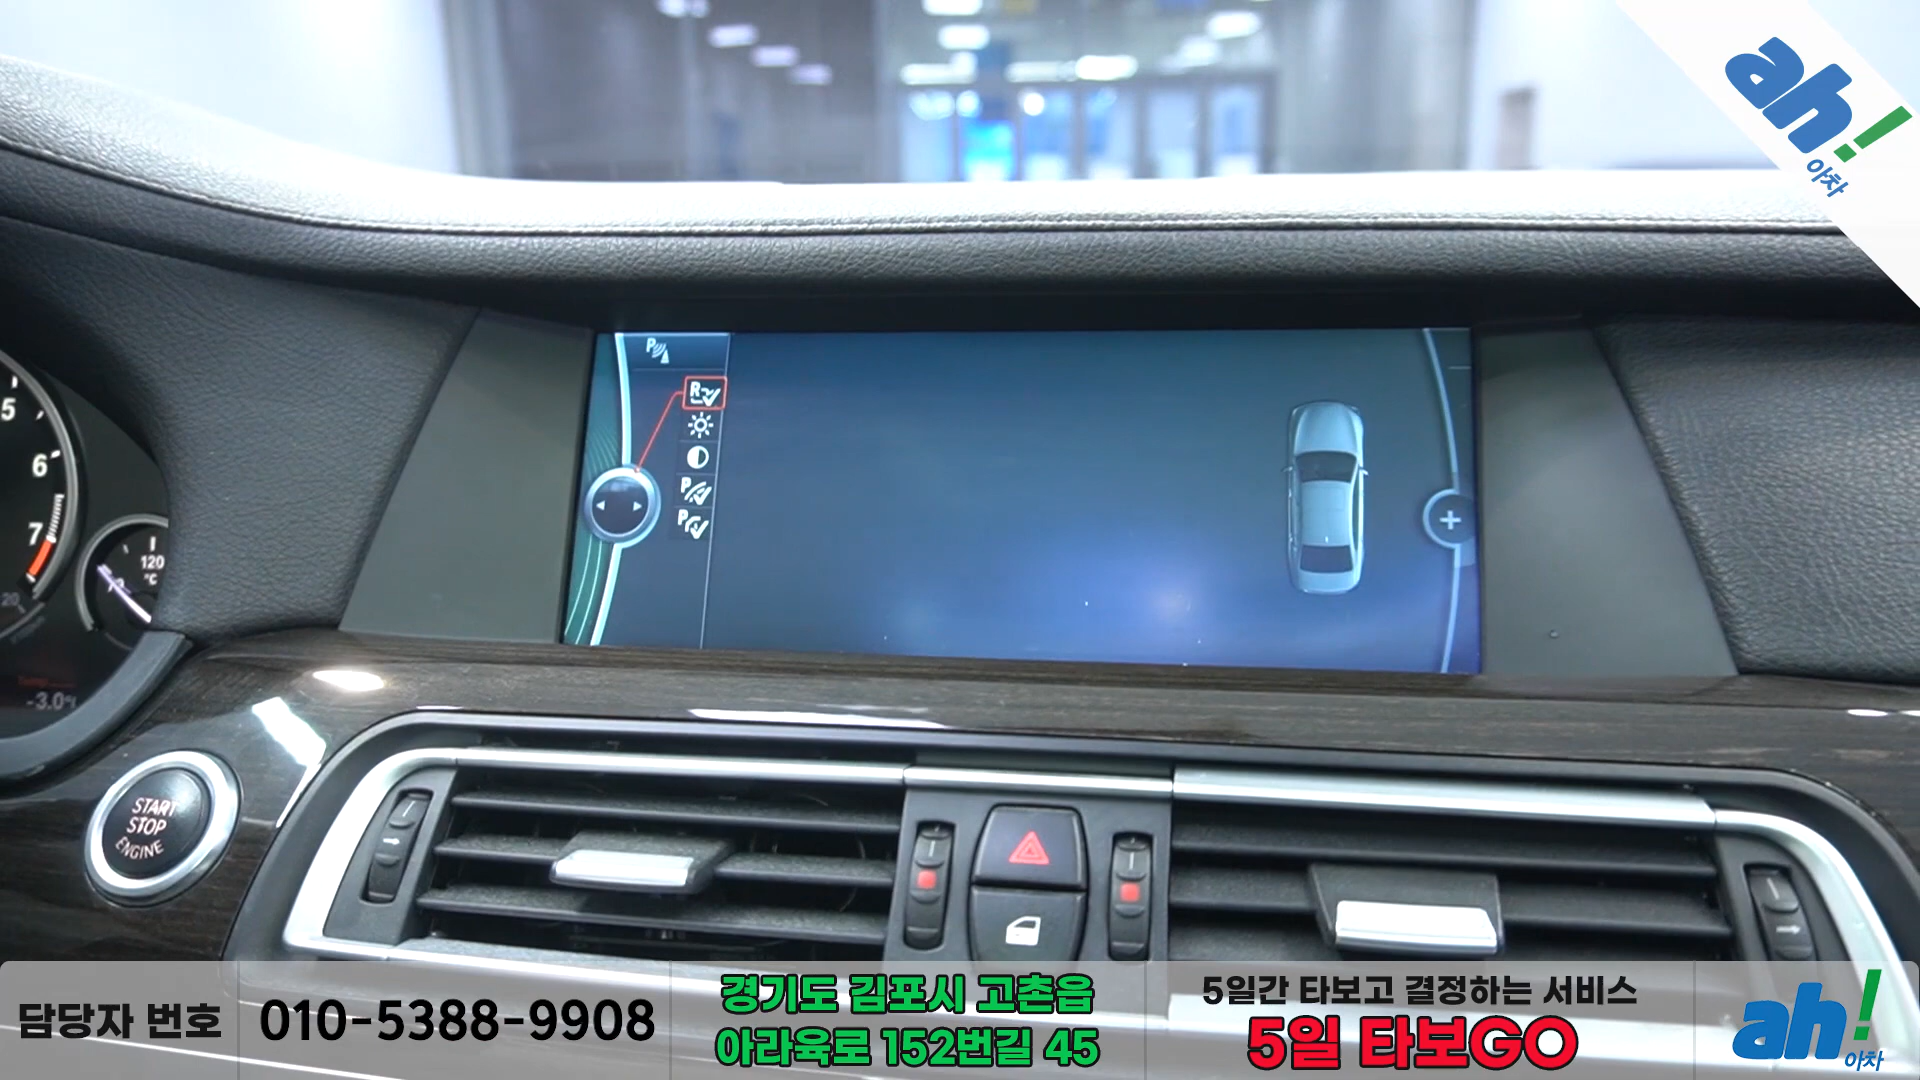 ah!
아차
P
R
P
P
5
6
7
120
°C
20
-3.0
START
STOP
ENGINE
담당자 번호
010-5388-9908
경기도 김포시 고촌읍
아라육로 152번길 45
5일간 타보고 결정하는 서비스
5일 타보GO
ah!
아차